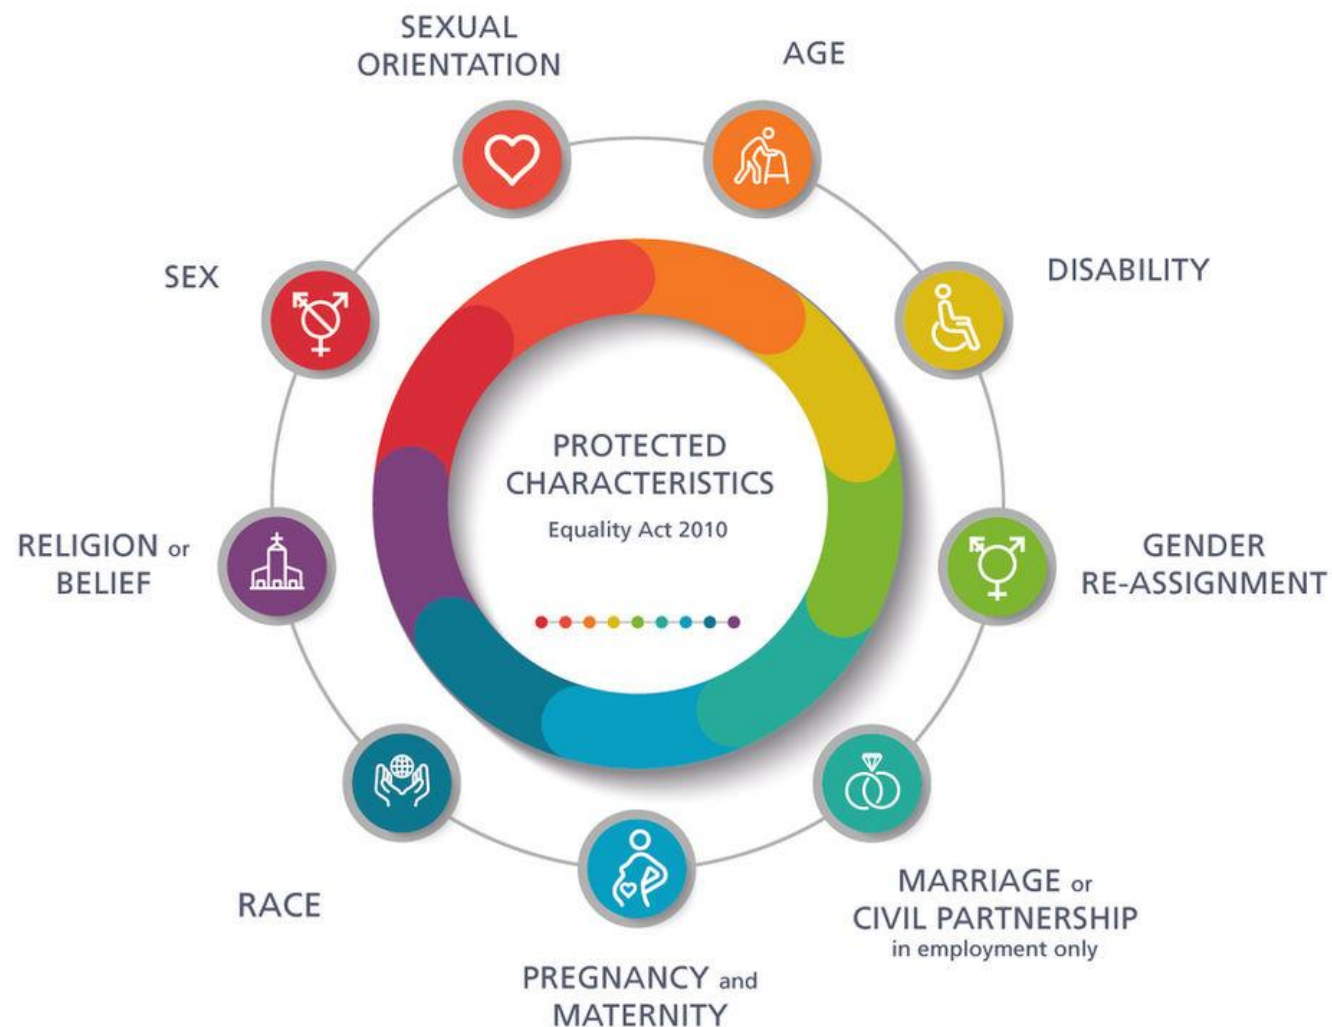 SEXUAL
ORIENTATION
AGE
DISABILITY
GENDER
RE-ASSIGNMENT
MARRIAGE or
CIVIL PARTNERSHIP
in employment only
PREGNANCY and
MATERNITY
RACE
RELIGION or
BELIEF
SEX
PROTECTED
CHARACTERISTICS
Equality Act 2010